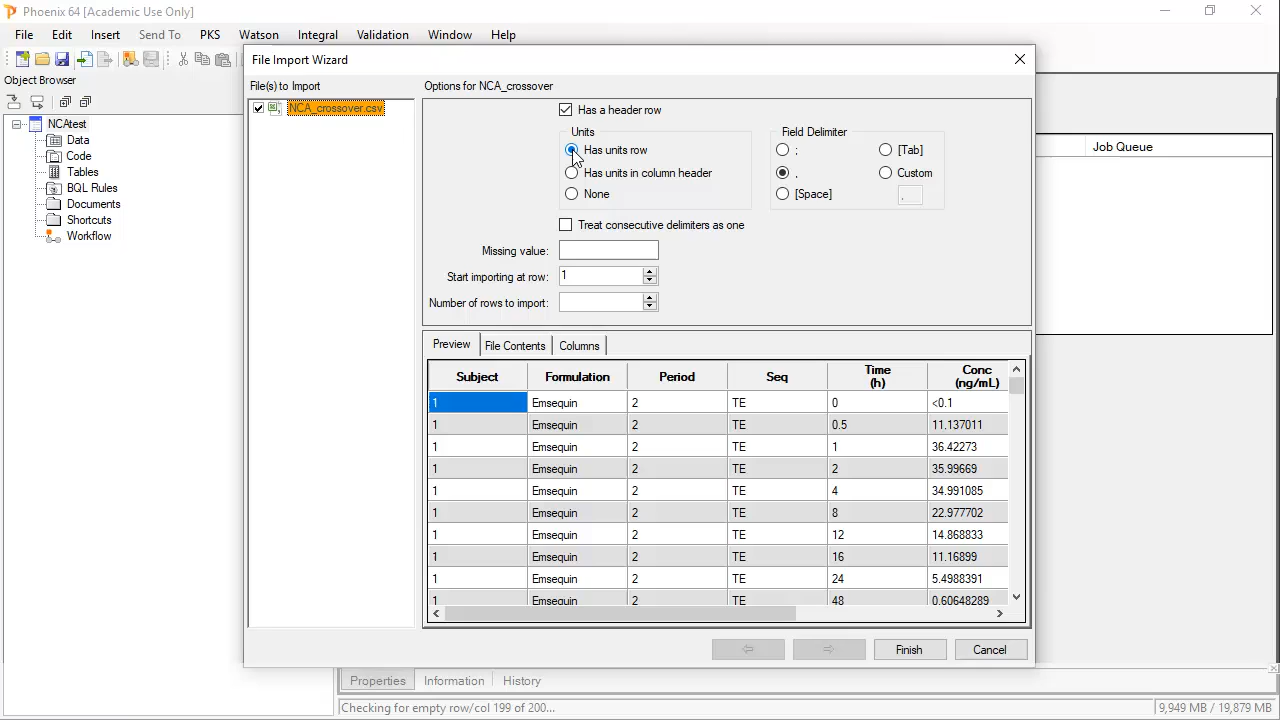 Phoenix 64 [Academic Use Only]
File Edit Insert Send To PKS Watson Integral Validation Window Help
Object Browser
NCAtest
Data
Code
Tables
BQL Rules
Documents
Shortcuts
Workflow
File Import Wizard
File(s) to Import
NCA_crossover.csv
Options for NCA_crossover
Has a header row
Units
Has units row
Has units in column header
None
Field Delimiter
;
,
[Space]
[Tab]
Custom
.
Treat consecutive delimiters as one
Missing value:
Start importing at row: 1
Number of rows to import:
Preview File Contents Columns
Subject Formulation Period Seq Time (h) Conc (ng/mL)
1 Emsequin 2 TE 0 <0.1
1 Emsequin 2 TE 0.5 11.137011
1 Emsequin 2 TE 1 36.42273
1 Emsequin 2 TE 2 35.99669
1 Emsequin 2 TE 4 34.991085
1 Emsequin 2 TE 8 22.977702
1 Emsequin 2 TE 12 14.868833
1 Emsequin 2 TE 16 11.16899
1 Emsequin 2 TE 24 5.4988391
1 Emsequin 2 TE 48 0.60648289
Finish Cancel
Job Queue
Properties Information History
Checking for empty row/col 199 of 200...
9,949 MB / 19,879 MB